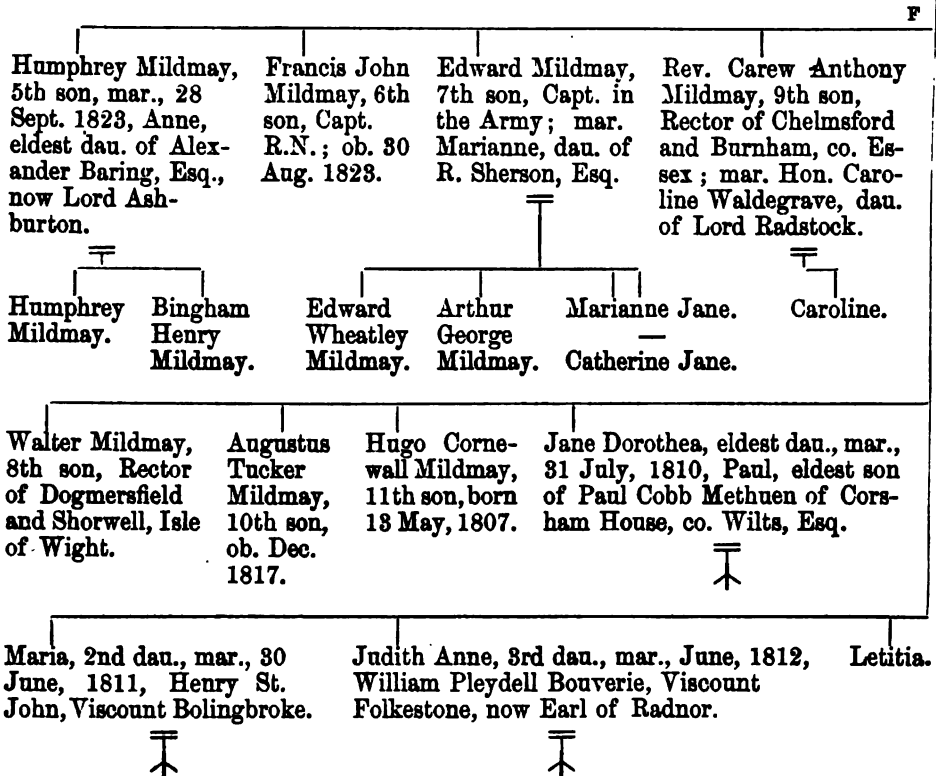 F
Humphrey Mildmay,
5th son, mar., 28
Sept. 1823, Anne,
eldest dau. of Alex-
ander Baring, Esq.,
now Lord Ash-
burton.
Francis John
Mildmay, 6th
son, Capt.
R.N.; ob. 30
Aug. 1823.
Edward Mildmay,
7th son, Capt. in
the Army; mar.
Marianne, dau. of
R. Sherson, Esq.
Rev. Carew Anthony
Mildmay, 9th son,
Rector of Chelmsford
and Burnham, co. Es-
sex; mar. Hon. Caro-
line Waldegrave, dau.
of Lord Radstock.
Humphrey
Mildmay.
Bingham
Henry
Mildmay.
Edward
Wheatley
Mildmay.
Arthur
George
Mildmay.
Marianne Jane.
—
Catherine Jane.
Caroline.
Walter Mildmay,
8th son, Rector
of Dogmersfield
and Shorwell, Isle
of Wight.
Augustus
Tucker
Mildmay,
10th son,
ob. Dec.
1817.
Hugo Corne-
wall Mildmay,
11th son, born
13 May, 1807.
Jane Dorothea, eldest dau., mar.,
31 July, 1810, Paul, eldest son
of Paul Cobb Methuen of Cors-
ham House, co. Wilts, Esq.
Maria, 2nd dau., mar., 30
June, 1811, Henry St.
John, Viscount Bolingbroke.
Judith Anne, 3rd dau., mar., June, 1812,
William Pleydell Bouverie, Viscount
Folkestone, now Earl of Radnor.
Letitia.